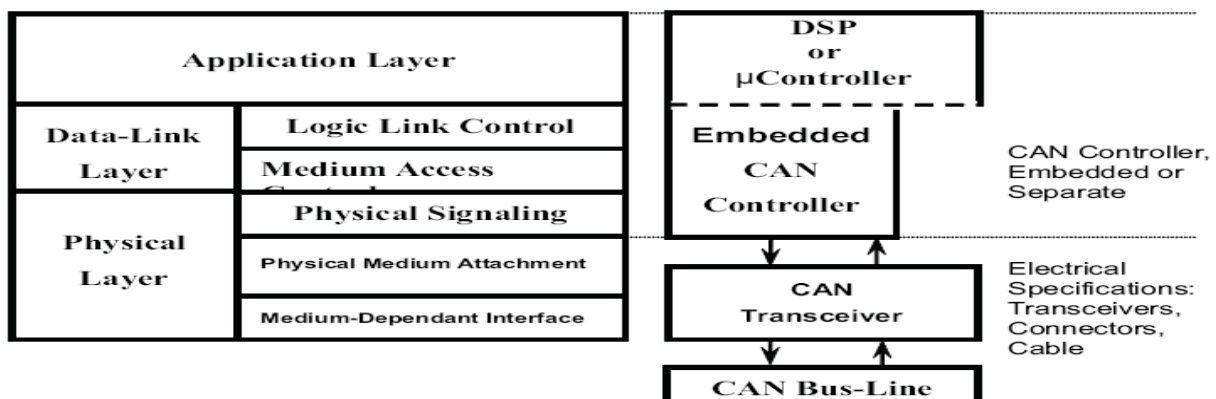 Application Layer
Data-Link
Layer
Logic Link Control
Medium Access
Physical
Layer
Physical Signaling
Physical Medium Attachment
Medium-Dependant Interface
DSP
or
μController
Embedded
CAN
Controller
CAN
Transceiver
CAN Bus-Line
CAN Controller,
Embedded or
Separate
Electrical
Specifications:
Transceivers,
Connectors,
Cable